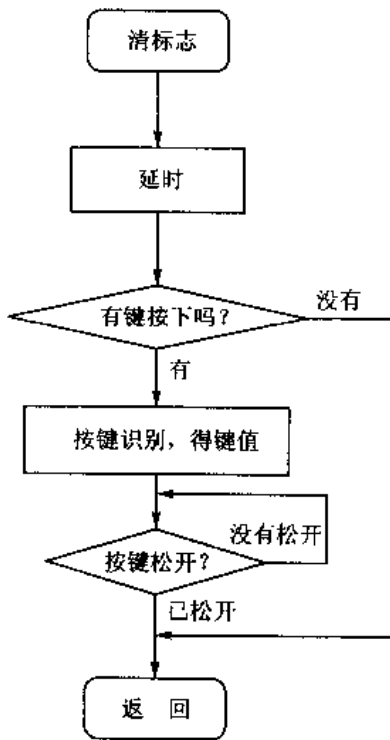 清标志
延时
有键按下吗？
没有
有
按键识别，得键值
没有松开
按键松开？
已松开
返 回